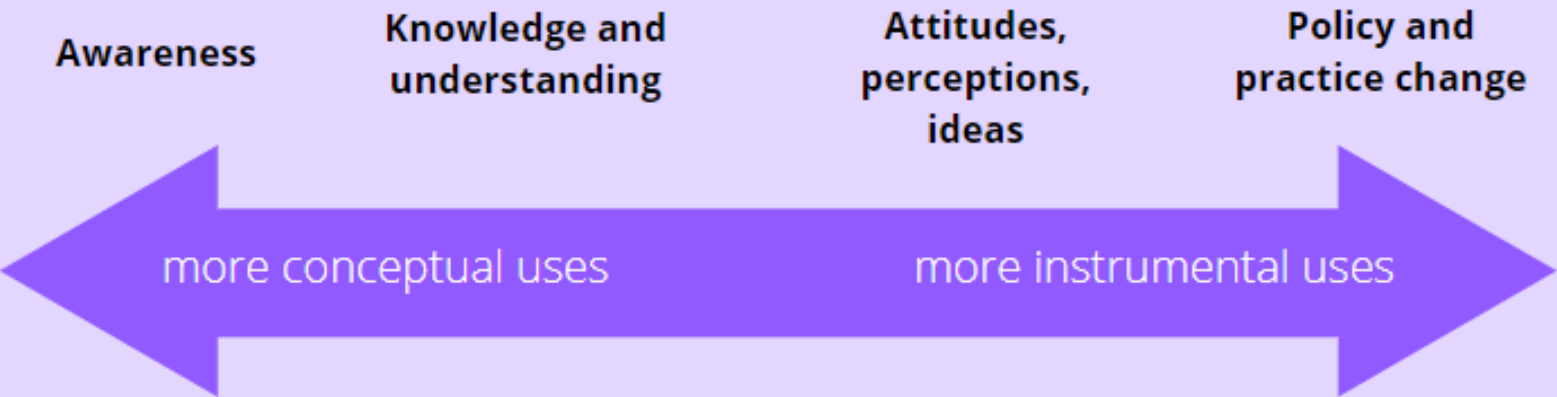 Awareness
Knowledge and
understanding
Attitudes,
perceptions,
ideas
Policy and
practice change
more conceptual uses
more instrumental uses